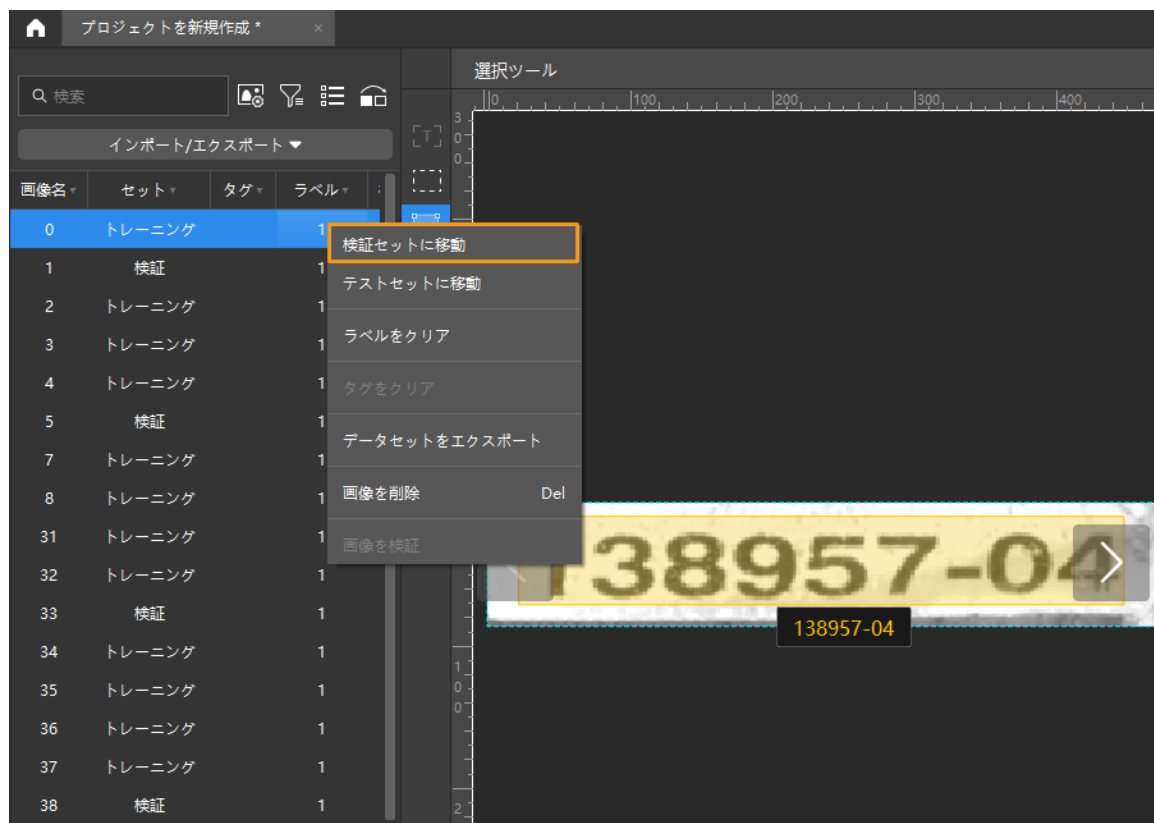 プロジェクトを新規作成 *
選択ツール
検索
インポート/エクスポート
画像名 セット タグ ラベル
0 トレーニング 1
1 検証 1
2 トレーニング 1
3 トレーニング 1
4 トレーニング 1
5 検証 1
7 トレーニング 1
8 トレーニング 1
31 トレーニング 1
32 トレーニング 1
33 検証 1
34 トレーニング 1
35 トレーニング 1
36 トレーニング 1
37 トレーニング 1
38 検証 1
検証セットに移動
テストセットに移動
ラベルをクリア
タグをクリア
データセットをエクスポート
画像を削除 Del
画像を検証
0 100 200 300 400
300
100
2
138957-04
138957-04